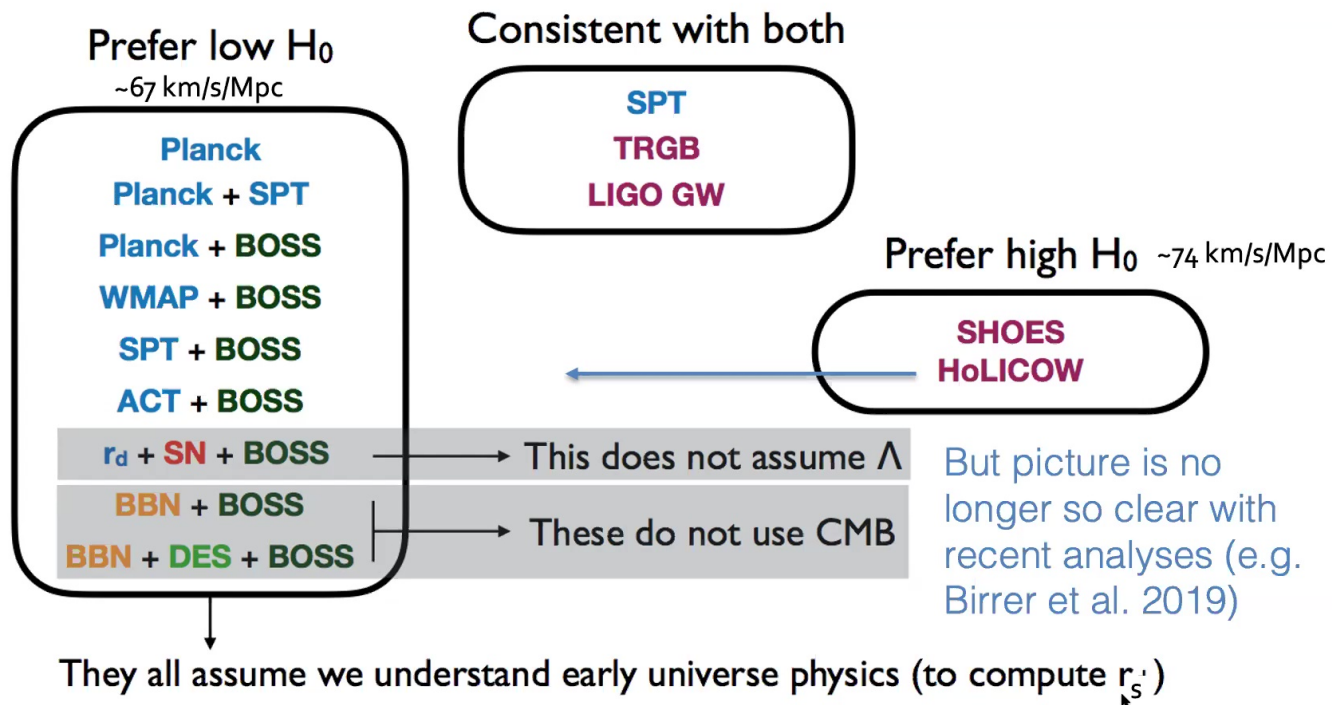 Prefer low H₀
~67 km/s/Mpc
Planck
Planck + SPT
Planck + BOSS
WMAP + BOSS
SPT + BOSS
ACT + BOSS
r_d + SN + BOSS
BBN + BOSS
BBN + DES + BOSS
Consistent with both
SPT
TRGB
LIGO GW
Prefer high H₀ ~74 km/s/Mpc
SHOES
HoLICOW
This does not assume Λ
These do not use CMB
But picture is no
longer so clear with
recent analyses (e.g.
Birrer et al. 2019)
They all assume we understand early universe physics (to compute r_s)